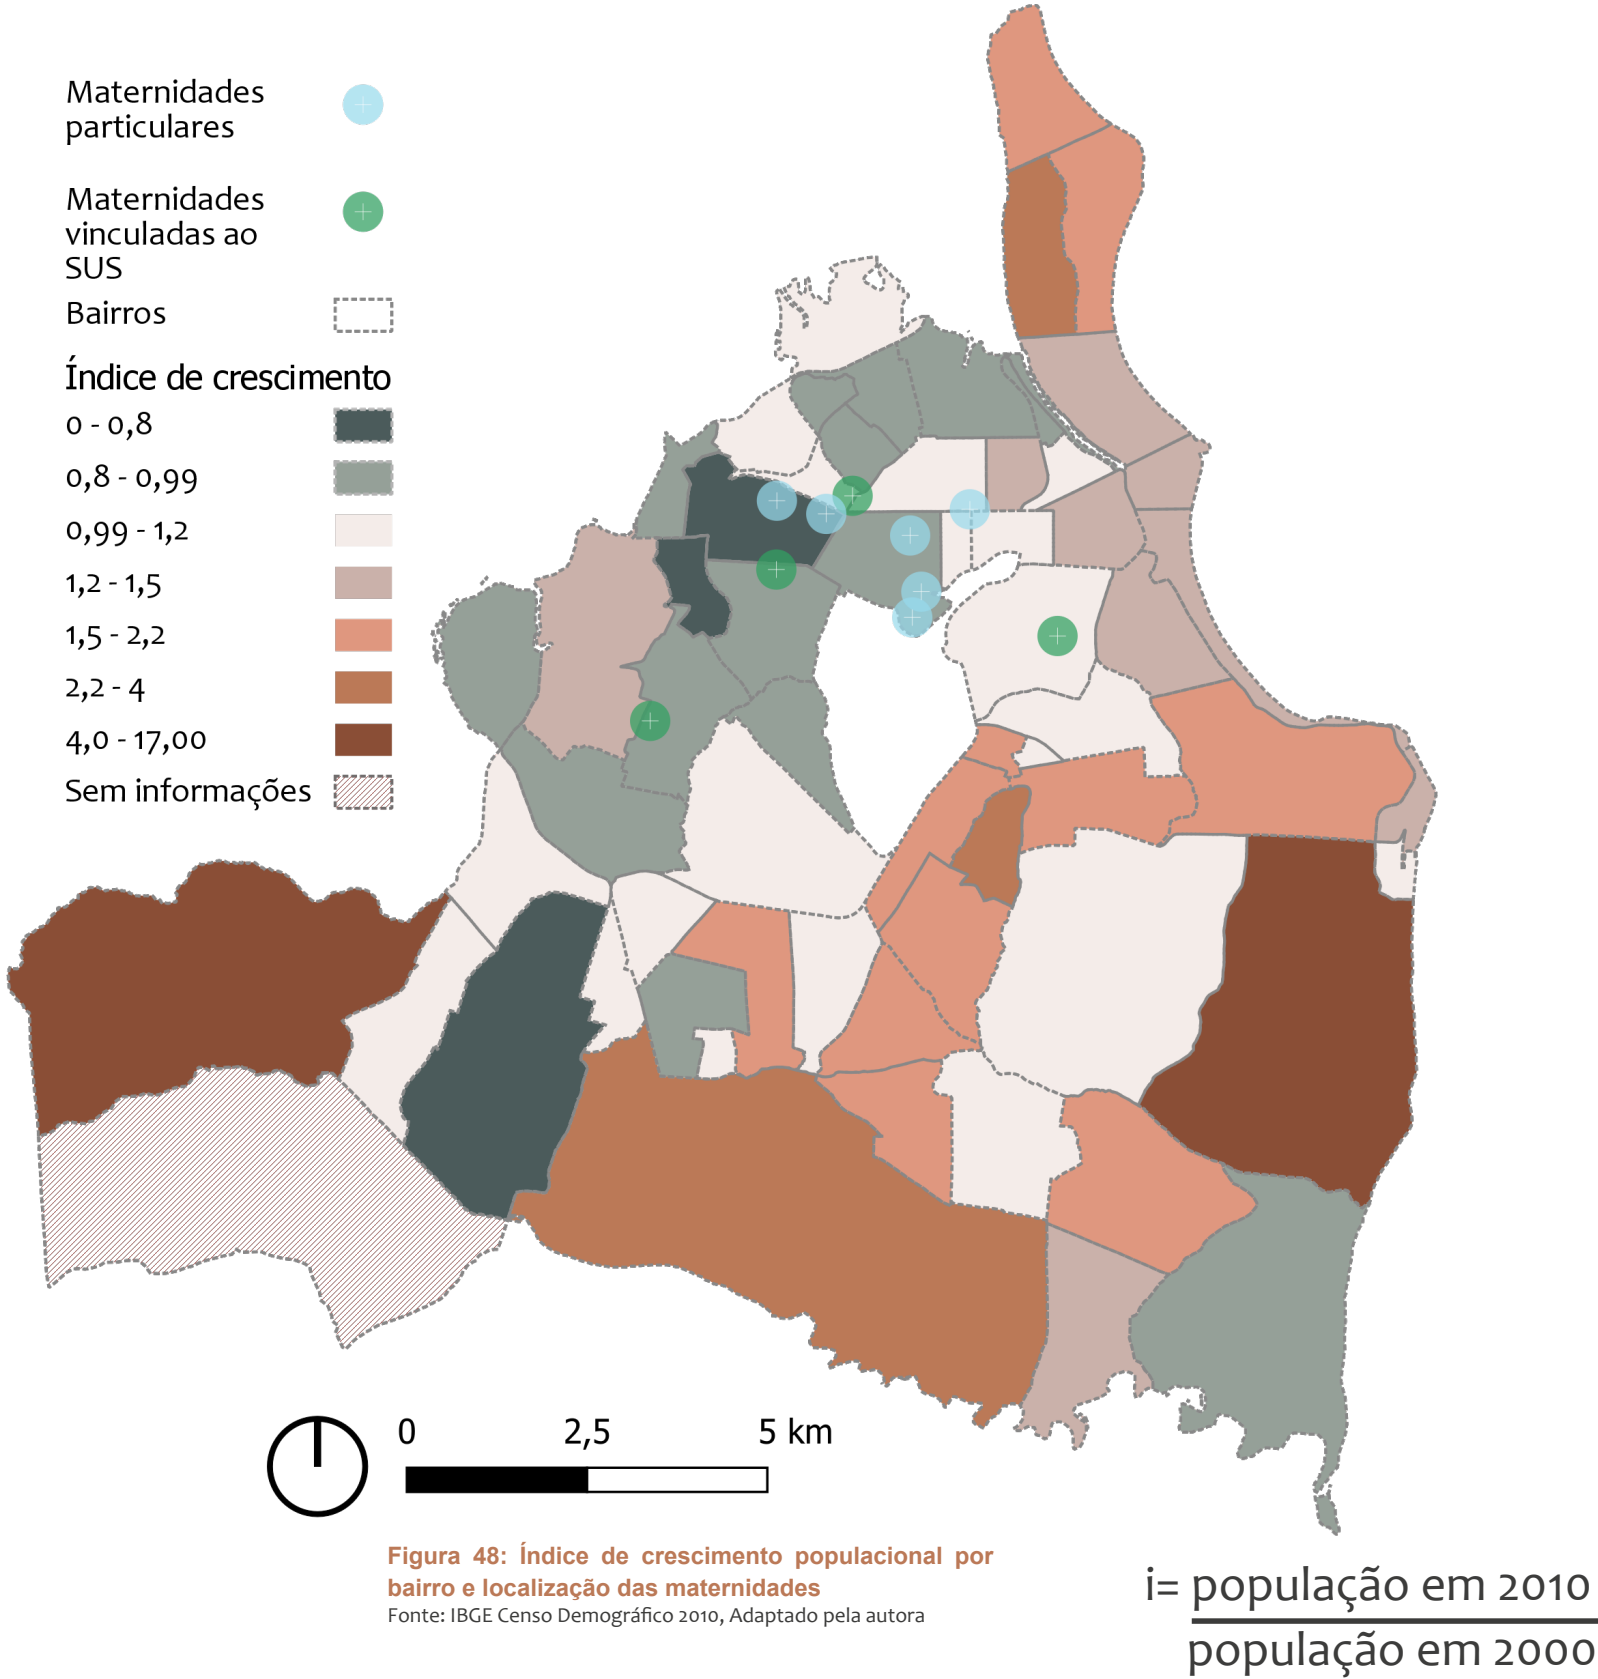 Maternidades
particulares
Maternidades
vinculadas ao
SUS
Bairros
Índice de crescimento
0 - 0,8
0,8 - 0,99
0,99 - 1,2
1,2 - 1,5
1,5 - 2,2
2,2 - 4
4,0 - 17,00
Sem informações
0 2,5 5 km
Figura 48: Índice de crescimento populacional por
bairro e localização das maternidades
Fonte: IBGE Censo Demográfico 2010, Adaptado pela autora
i= população em 2010
população em 2000